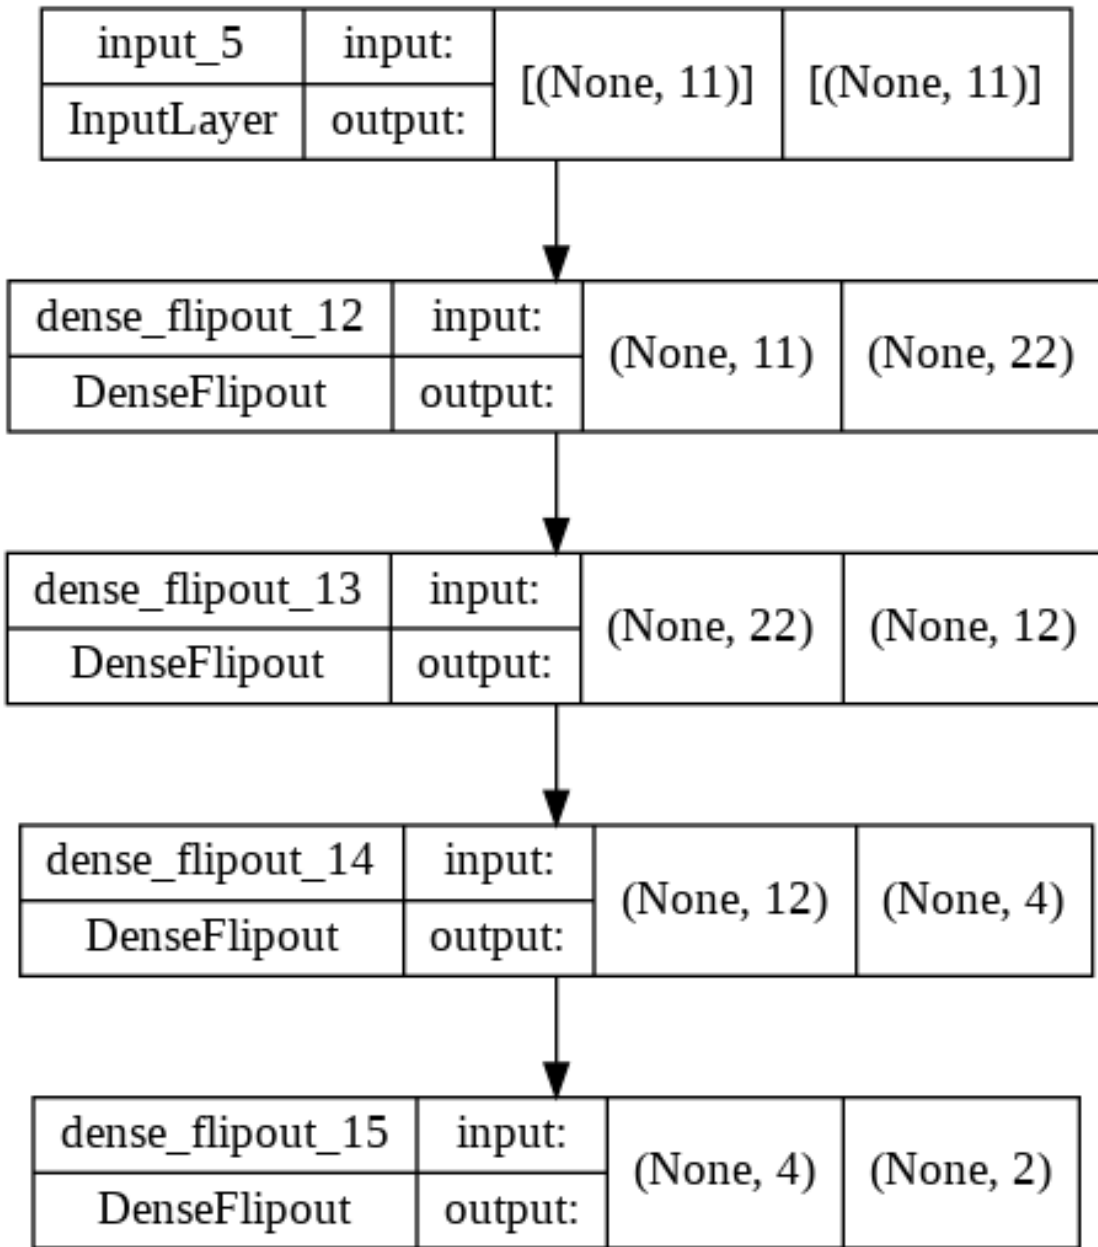 input_5 input: [(None, 11)] [(None, 11)]
InputLayer output:
dense_flipout_12 input: (None, 11) (None, 22)
DenseFlipout output:
dense_flipout_13 input: (None, 22) (None, 12)
DenseFlipout output:
dense_flipout_14 input: (None, 12) (None, 4)
DenseFlipout output:
dense_flipout_15 input: (None, 4) (None, 2)
DenseFlipout output: